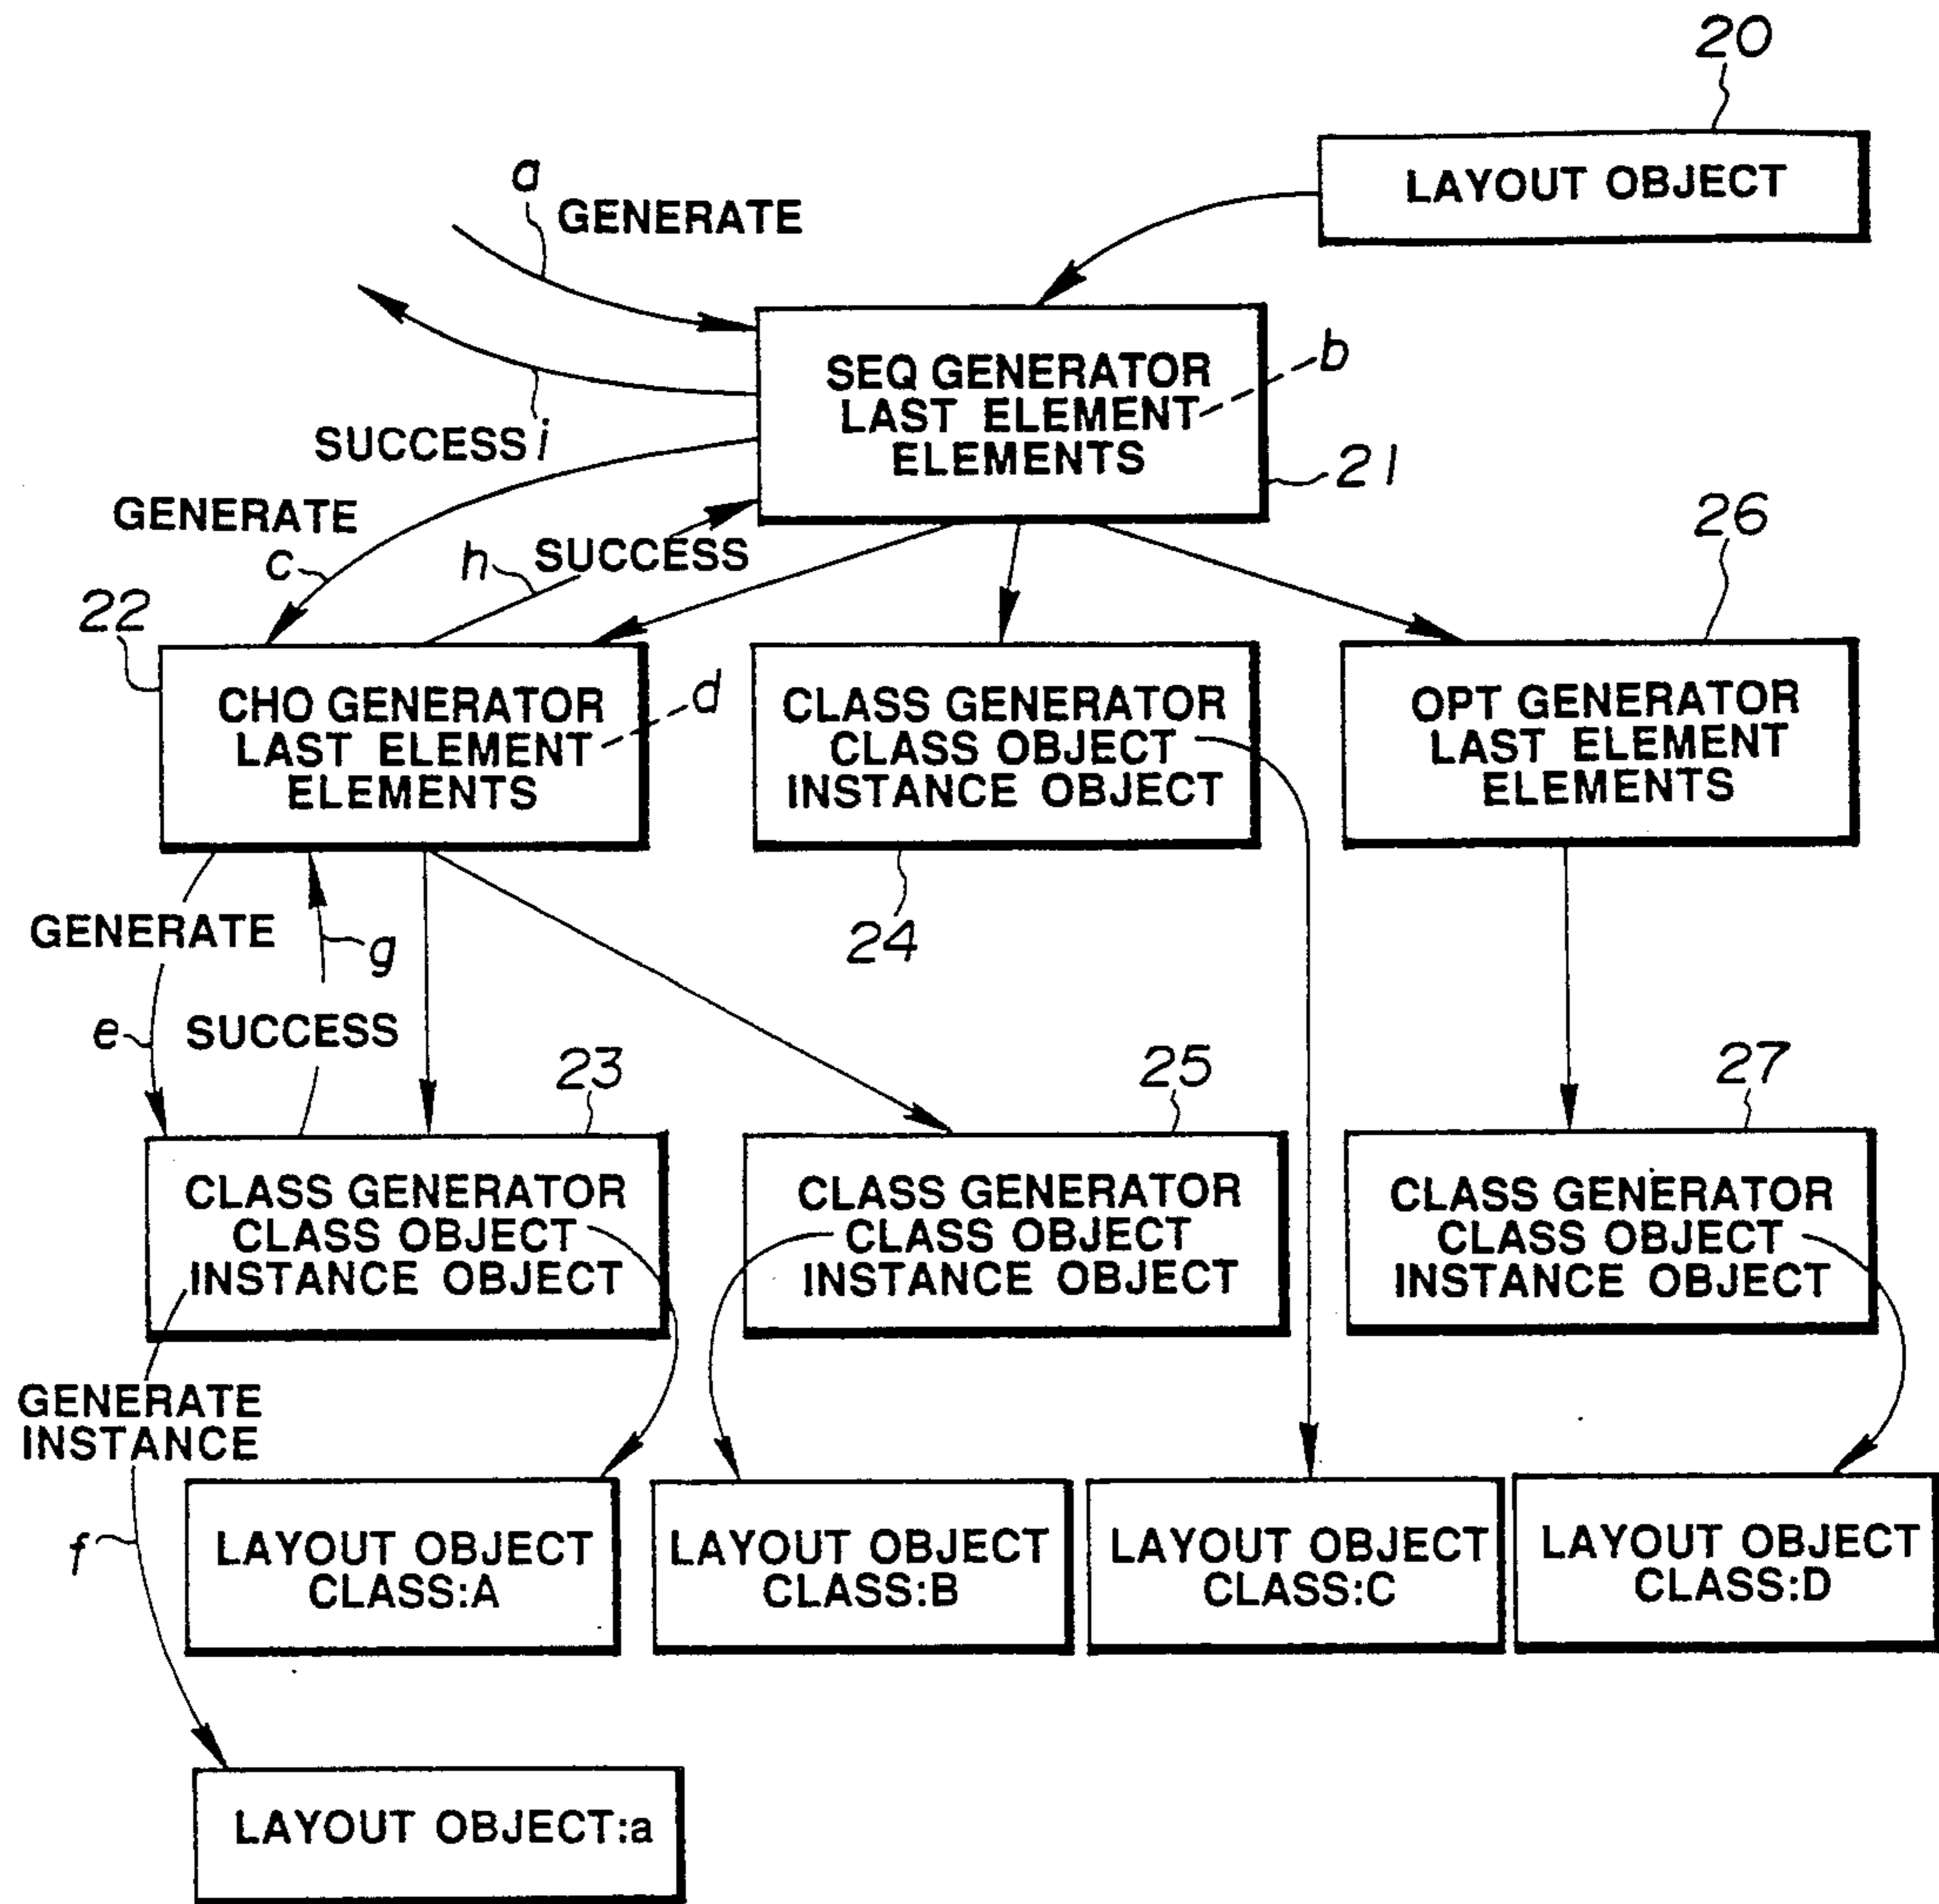 20
LAYOUT OBJECT
a
GENERATE
SEQ GENERATOR
LAST ELEMENT
ELEMENTS
b
SUCCESS i
21
GENERATE
c
h SUCCESS
26
22
CHO GENERATOR
LAST ELEMENT
ELEMENTS
d
CLASS GENERATOR
CLASS OBJECT
INSTANCE OBJECT
OPT GENERATOR
LAST ELEMENT
ELEMENTS
GENERATE
g
24
e
SUCCESS
23
25
27
CLASS GENERATOR
CLASS OBJECT
INSTANCE OBJECT
CLASS GENERATOR
CLASS OBJECT
INSTANCE OBJECT
CLASS GENERATOR
CLASS OBJECT
INSTANCE OBJECT
GENERATE
INSTANCE
f
LAYOUT OBJECT
CLASS:A
LAYOUT OBJECT
CLASS:B
LAYOUT OBJECT
CLASS:C
LAYOUT OBJECT
CLASS:D
LAYOUT OBJECT:a